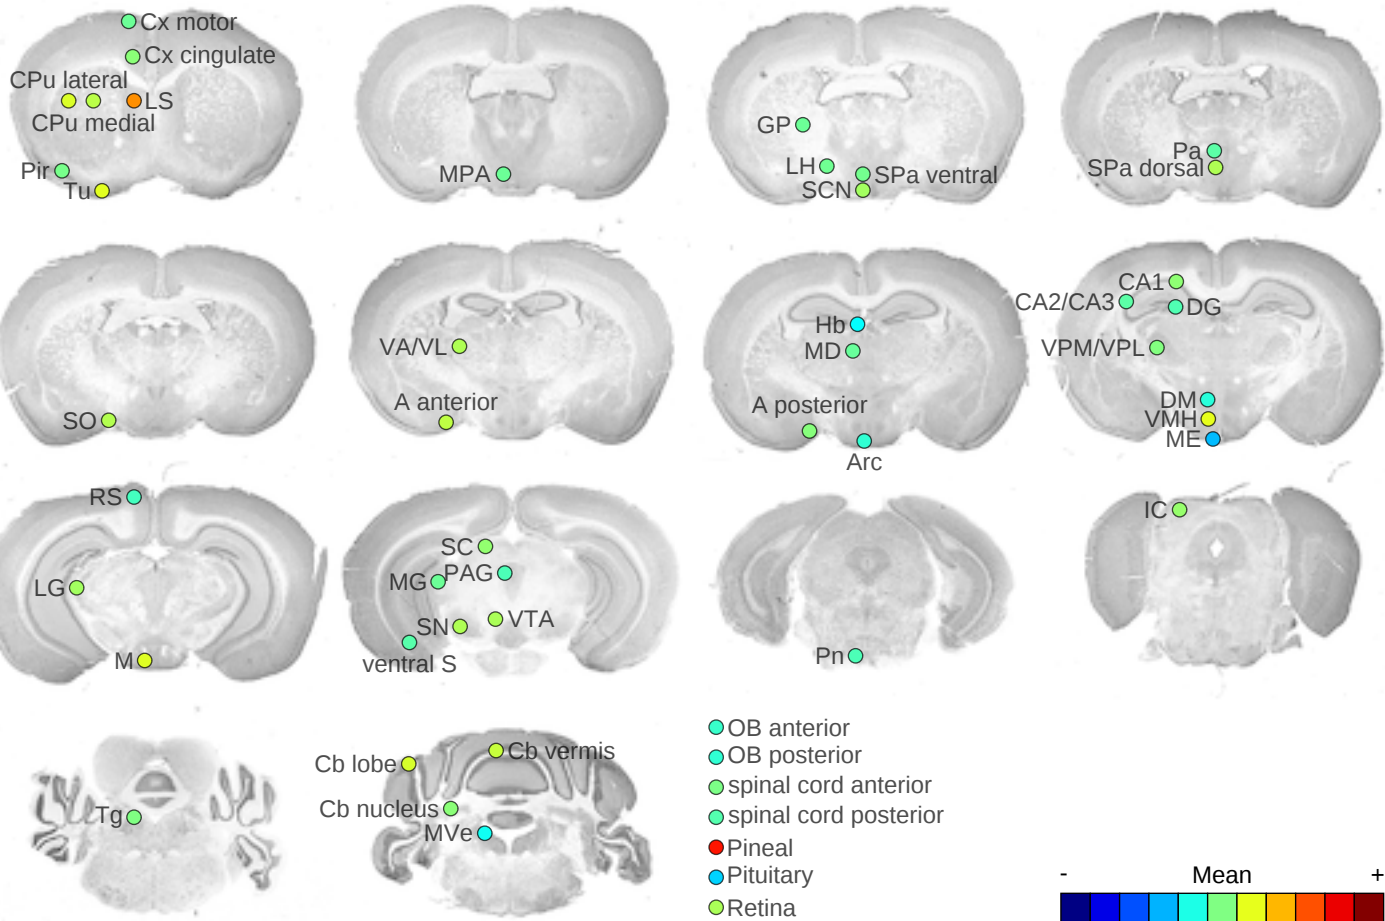 Cx motor
Cx cingulate
CPu lateral
LS
CPu medial
Pir
Tu
MPA
GP
LH
SPa ventral
SCN
Pa
SPa dorsal
SO
VA/VL
A anterior
Hb
MD
A posterior
Arc
CA1
CA2/CA3
DG
VPM/VPL
DM
VMH
ME
RS
LG
M
SC
MG
PAG
SN
VTA
ventral S
Pn
IC
Tg
Cb lobe
Cb vermis
Cb nucleus
MVe
OB anterior
OB posterior
spinal cord anterior
spinal cord posterior
Pineal
Pituitary
Retina
- Mean +